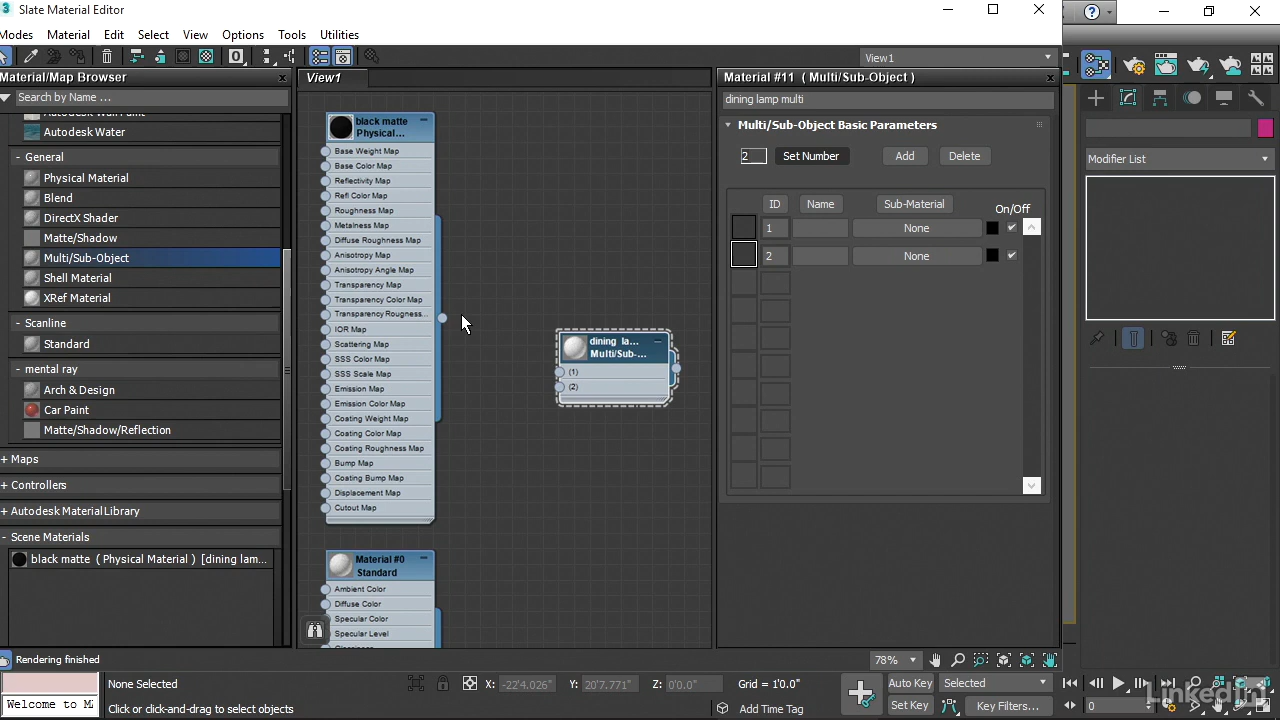 Slate Material Editor
Modes Material Edit Select View Options Tools Utilities
View1
Material/Map Browser
View1
Material #11 ( Multi/Sub-Object )
Search by Name ...
dining lamp multi
Autodesk Wall Paint
Autodesk Water
- General
Physical Material
Blend
DirectX Shader
Matte/Shadow
Multi/Sub-Object
Shell Material
XRef Material
- Scanline
Standard
- mental ray
Arch & Design
Car Paint
Matte/Shadow/Reflection
+ Maps
+ Controllers
+ Autodesk Material Library
- Scene Materials
black matte ( Physical Material ) [dining lam...
Rendering finished
black matte
Physical...
Base Weight Map
Base Color Map
Reflectivity Map
Refl Color Map
Roughness Map
Metalness Map
Diffuse Roughness Map
Anisotropy Map
Anisotropy Angle Map
Transparency Map
Transparency Color Map
Transparency Roughness...
IOR Map
Scattering Map
SSS Color Map
SSS Scale Map
Emission Map
Emission Color Map
Coating Weight Map
Coating Color Map
Coating Roughness Map
Bump Map
Coating Bump Map
Displacement Map
Cutout Map
Material #0
Standard
Ambient Color
Diffuse Color
Specular Color
Specular Level
dining la...
Multi/Sub-...
(1)
(2)
Multi/Sub-Object Basic Parameters
2 Set Number Add Delete
ID Name Sub-Material On/Off
1 None
2 None
Modifier List
78%
None Selected
X: -22'4.026" Y: 20'7.771" Z: 0'0.0" Grid = 1'0.0"
Auto Key Selected
Welcome to M
Click or click-and-drag to select objects
Add Time Tag
Set Key Key Filters...
0
LinkedIn